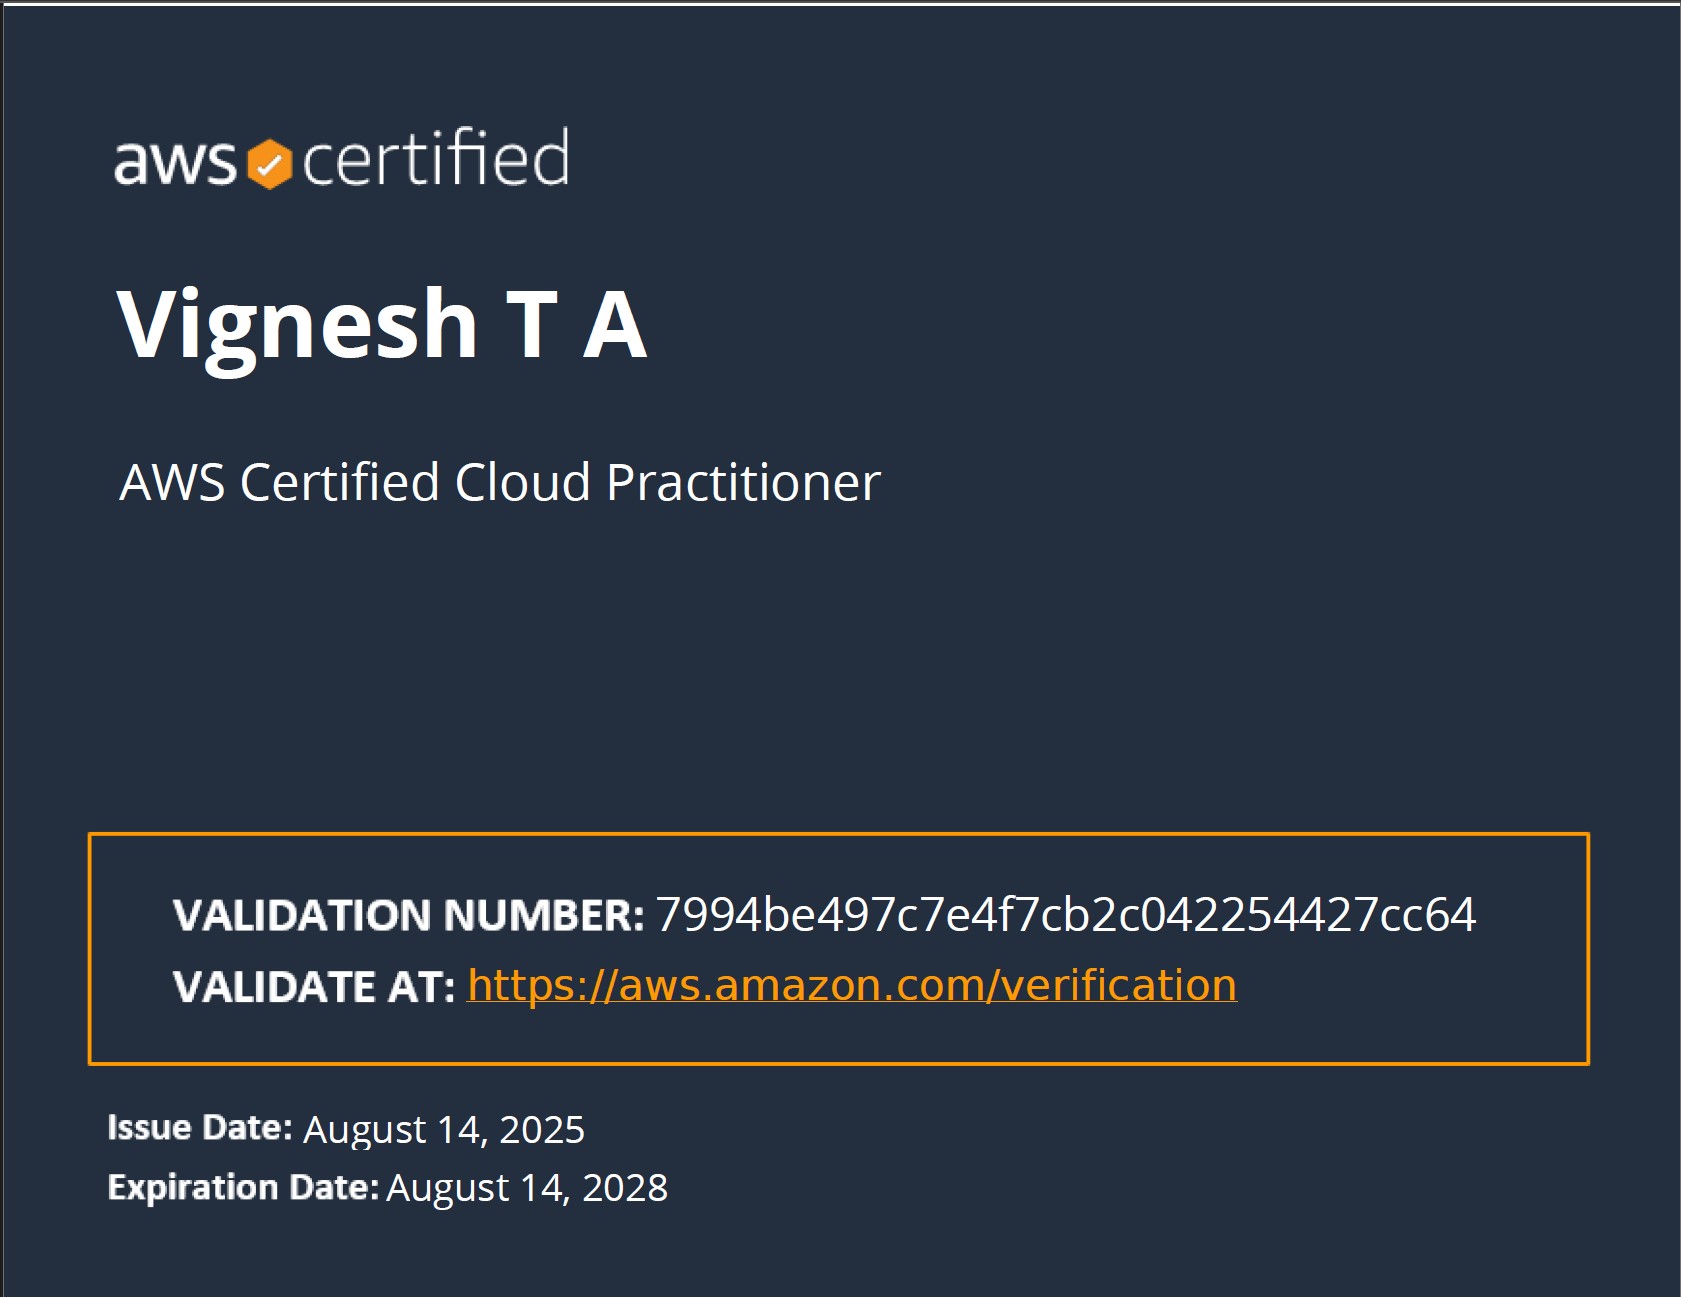 aws certified
Vignesh T A
AWS Certified Cloud Practitioner
VALIDATION NUMBER: 7994be497c7e4f7cb2c042254427cc64
VALIDATE AT: https://aws.amazon.com/verification
Issue Date: August 14, 2025
Expiration Date: August 14, 2028